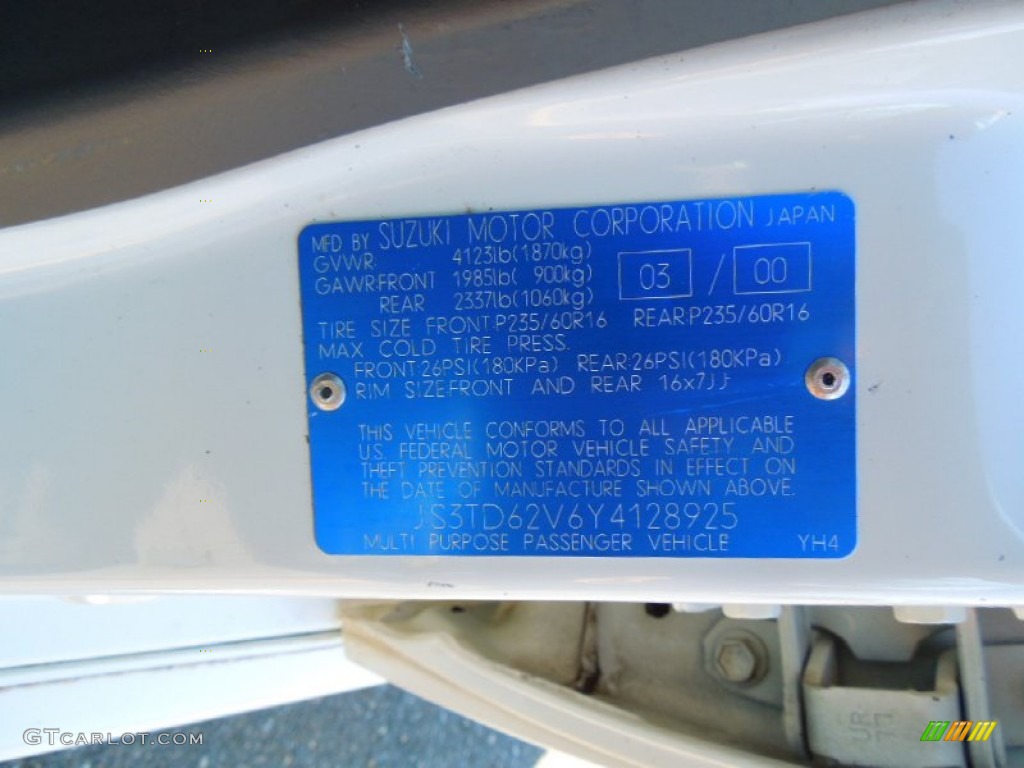 MFD BY SUZUKI MOTOR CORPORATION JAPAN
GVWR 4123lb(1870kg)
GAWR:FRONT 1985lb( 900kg) 03 / 00
REAR 2337lb(1060kg)
TIRE SIZE FRONT:P235/60R16 REAR:P235/60R16
MAX COLD TIRE PRESS.
FRONT:26PSI(180KPa) REAR:26PSI(180KPa)
RIM SIZE:FRONT AND REAR 16x7JJ
THIS VEHICLE CONFORMS TO ALL APPLICABLE
U.S. FEDERAL MOTOR VEHICLE SAFETY AND
THEFT PREVENTION STANDARDS IN EFFECT ON
THE DATE OF MANUFACTURE SHOWN ABOVE.
JS3TD62V6Y4128925
MULTI PURPOSE PASSENGER VEHICLE YH4
GTCARLOT.COM